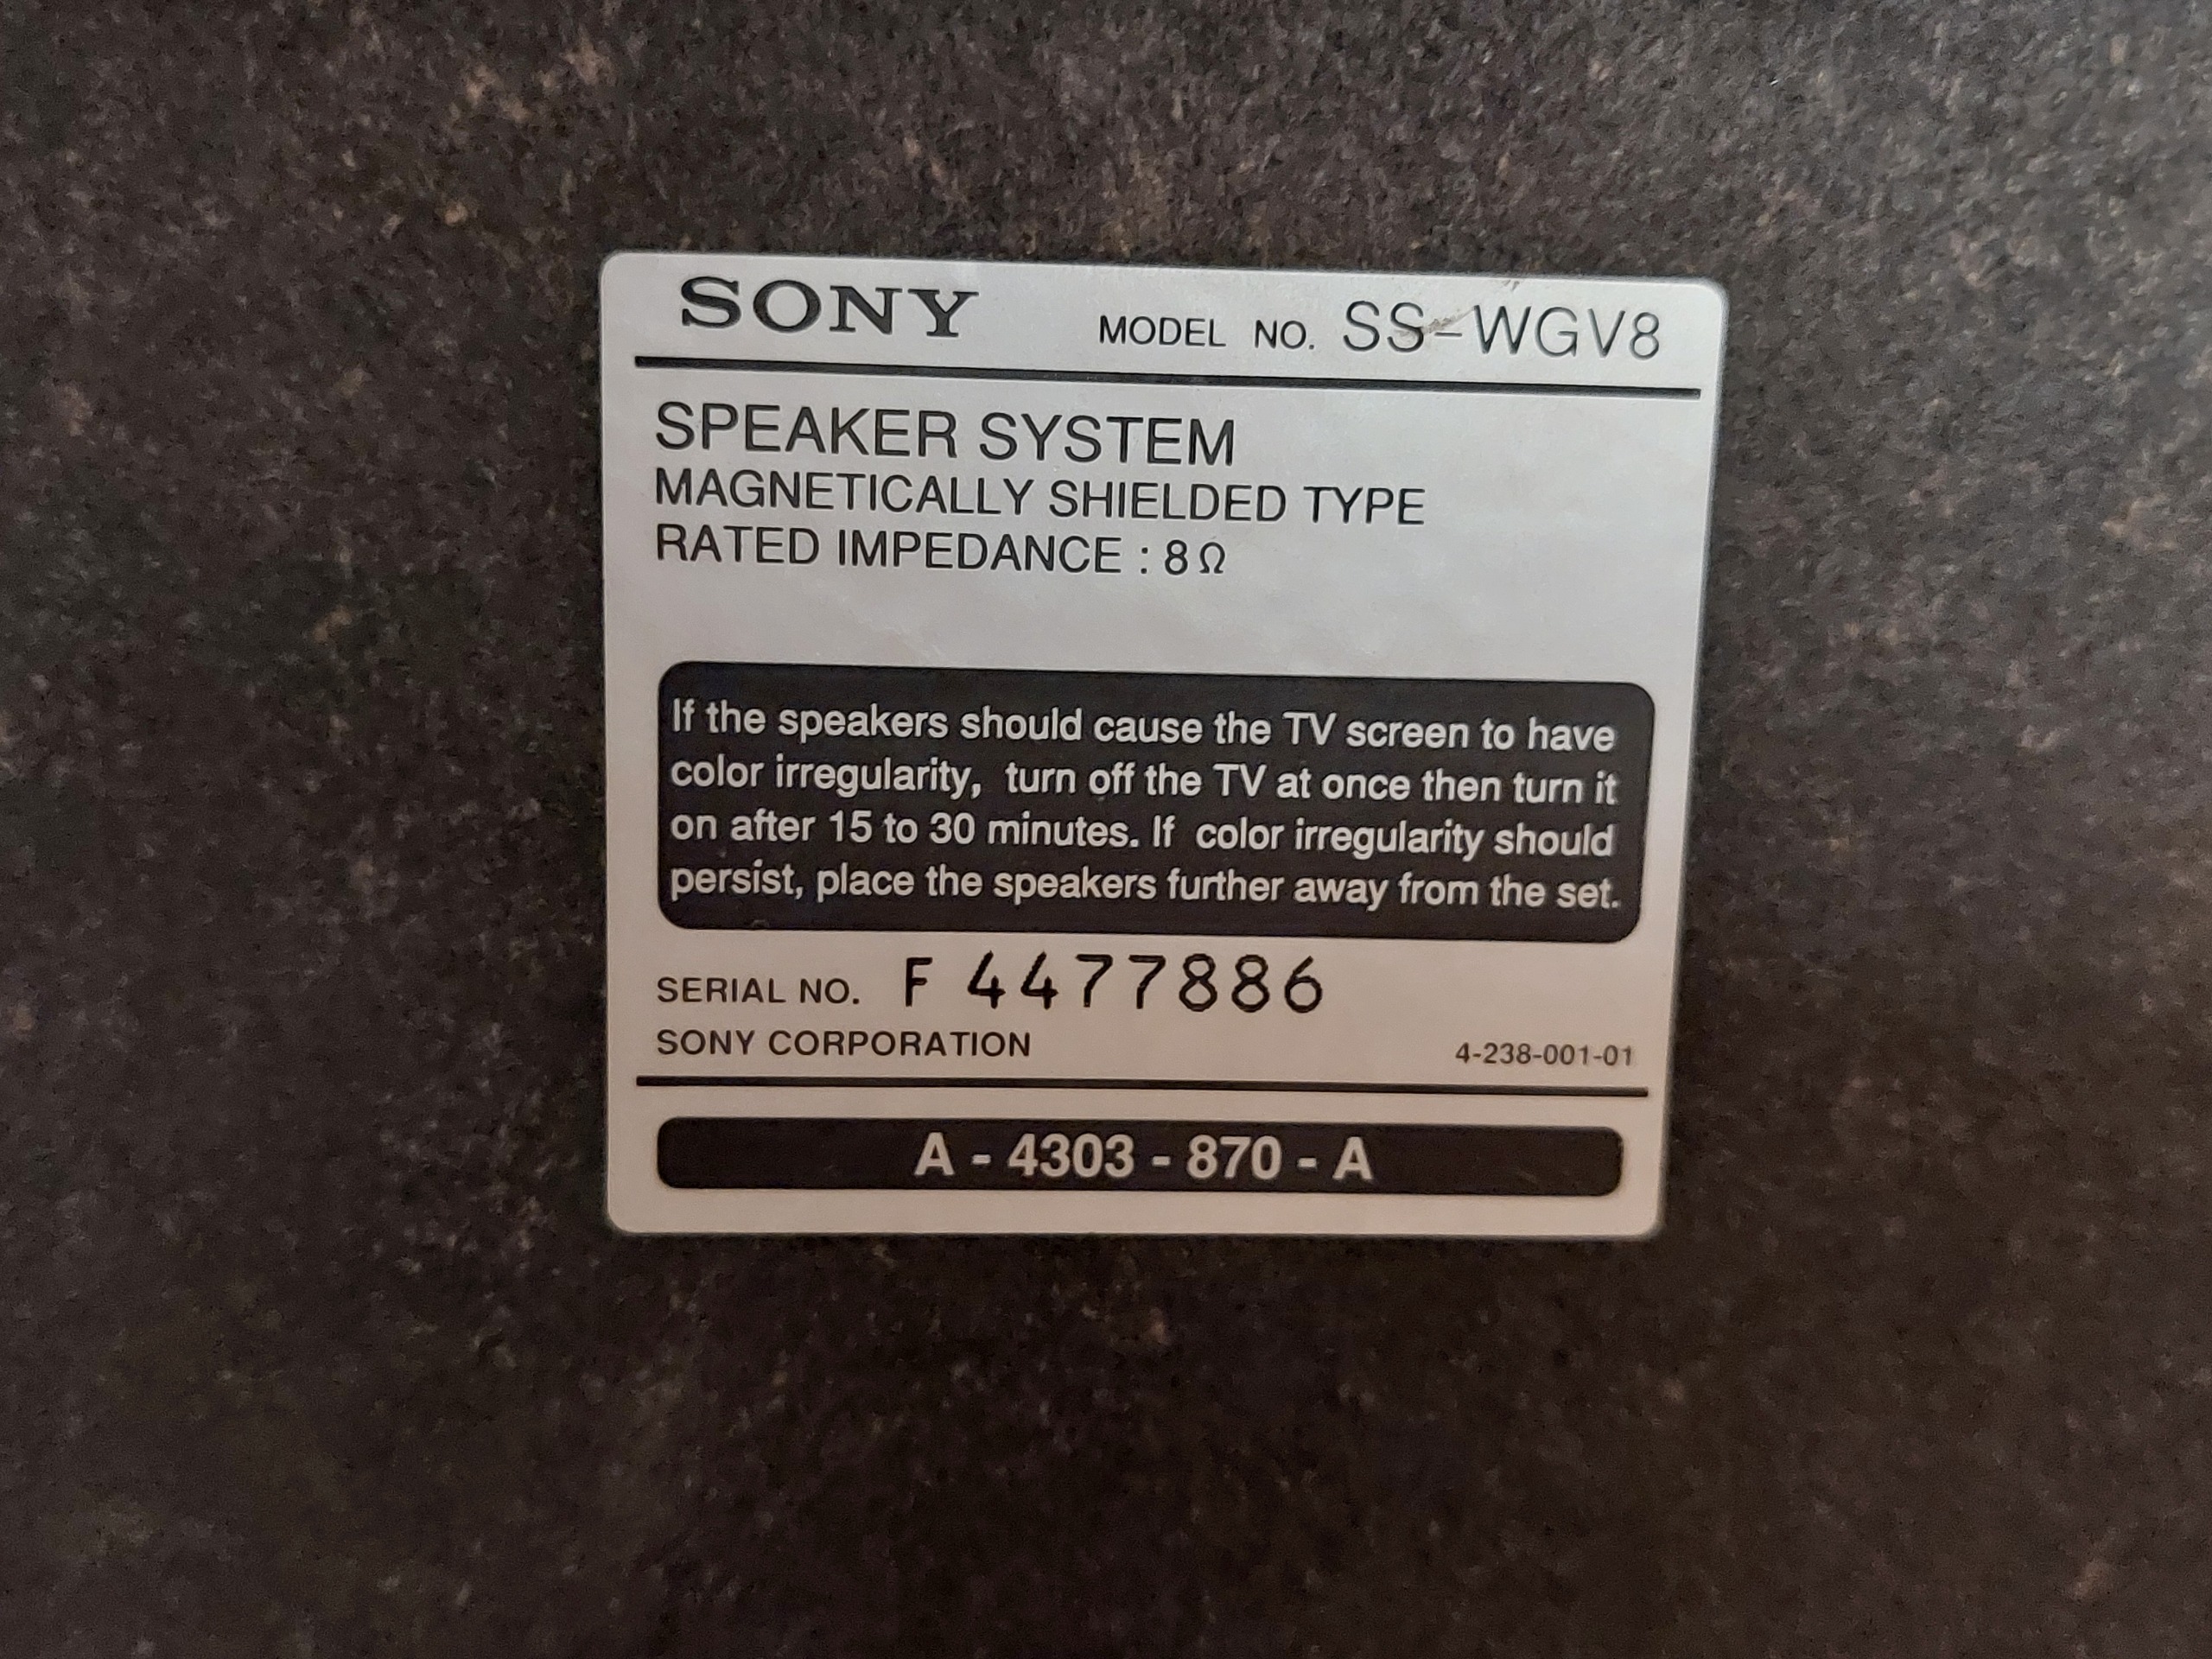 SONY MODEL NO. SS-WGV8
SPEAKER SYSTEM
MAGNETICALLY SHIELDED TYPE
RATED IMPEDANCE : 8Ω
If the speakers should cause the TV screen to have
color irregularity, turn off the TV at once then turn it
on after 15 to 30 minutes. If color irregularity should
persist, place the speakers further away from the set.
SERIAL NO. F 4477886
SONY CORPORATION 4-238-001-01
A - 4303 - 870 - A